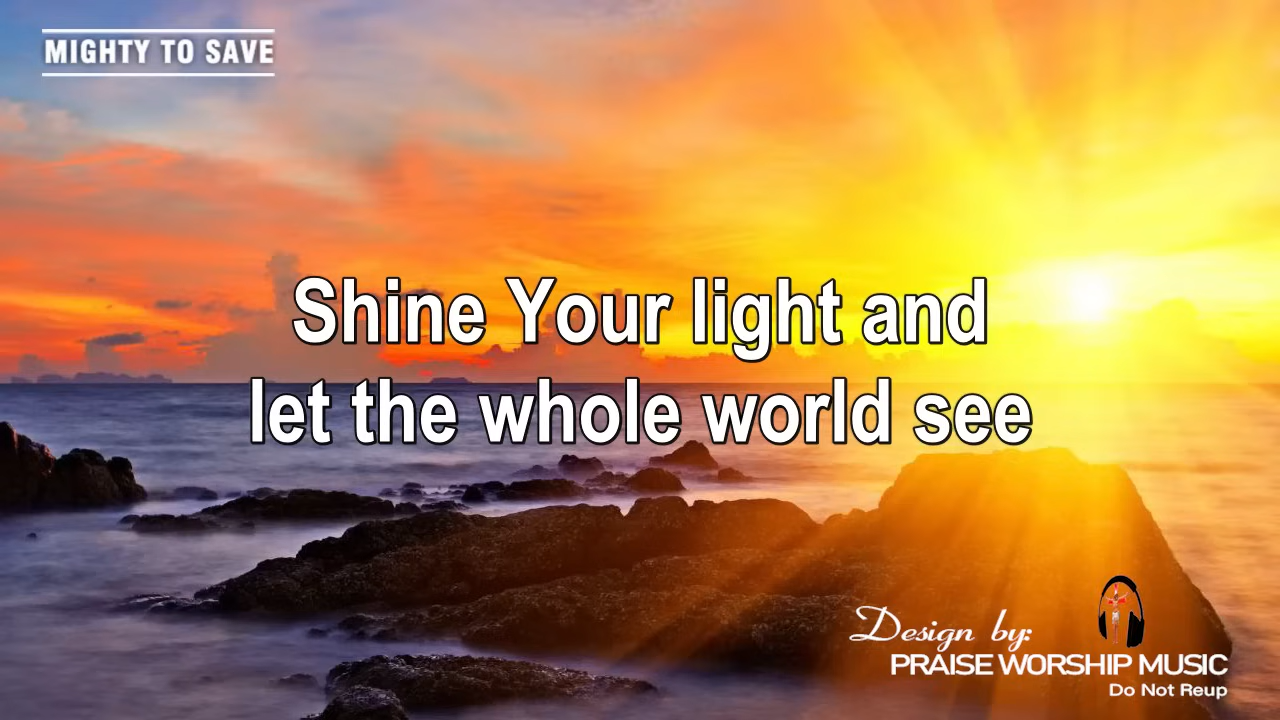 MIGHTY TO SAVE
Shine Your light and
let the whole world see
Design by:
PRAISE WORSHIP MUSIC
Do Not Reup